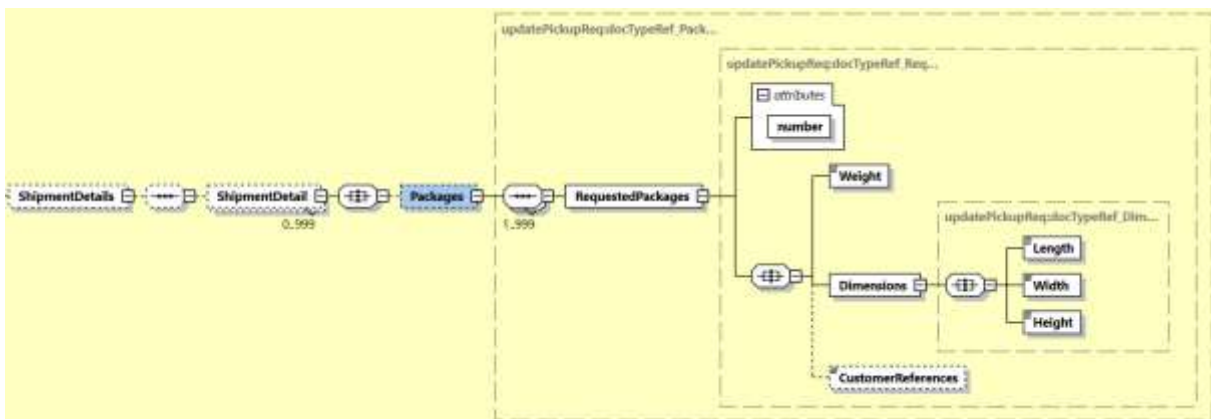 updatePickupReq:docTypeRef_Pack...
updatePickupReq:docTypeRef_Req...
attributes
number
ShipmentDetails
ShipmentDetail
0..999
Packages
1..999
RequestedPackages
Weight
updatePickupReq:docTypeRef_Dim...
Length
Dimensions
Width
Height
CustomerReferences